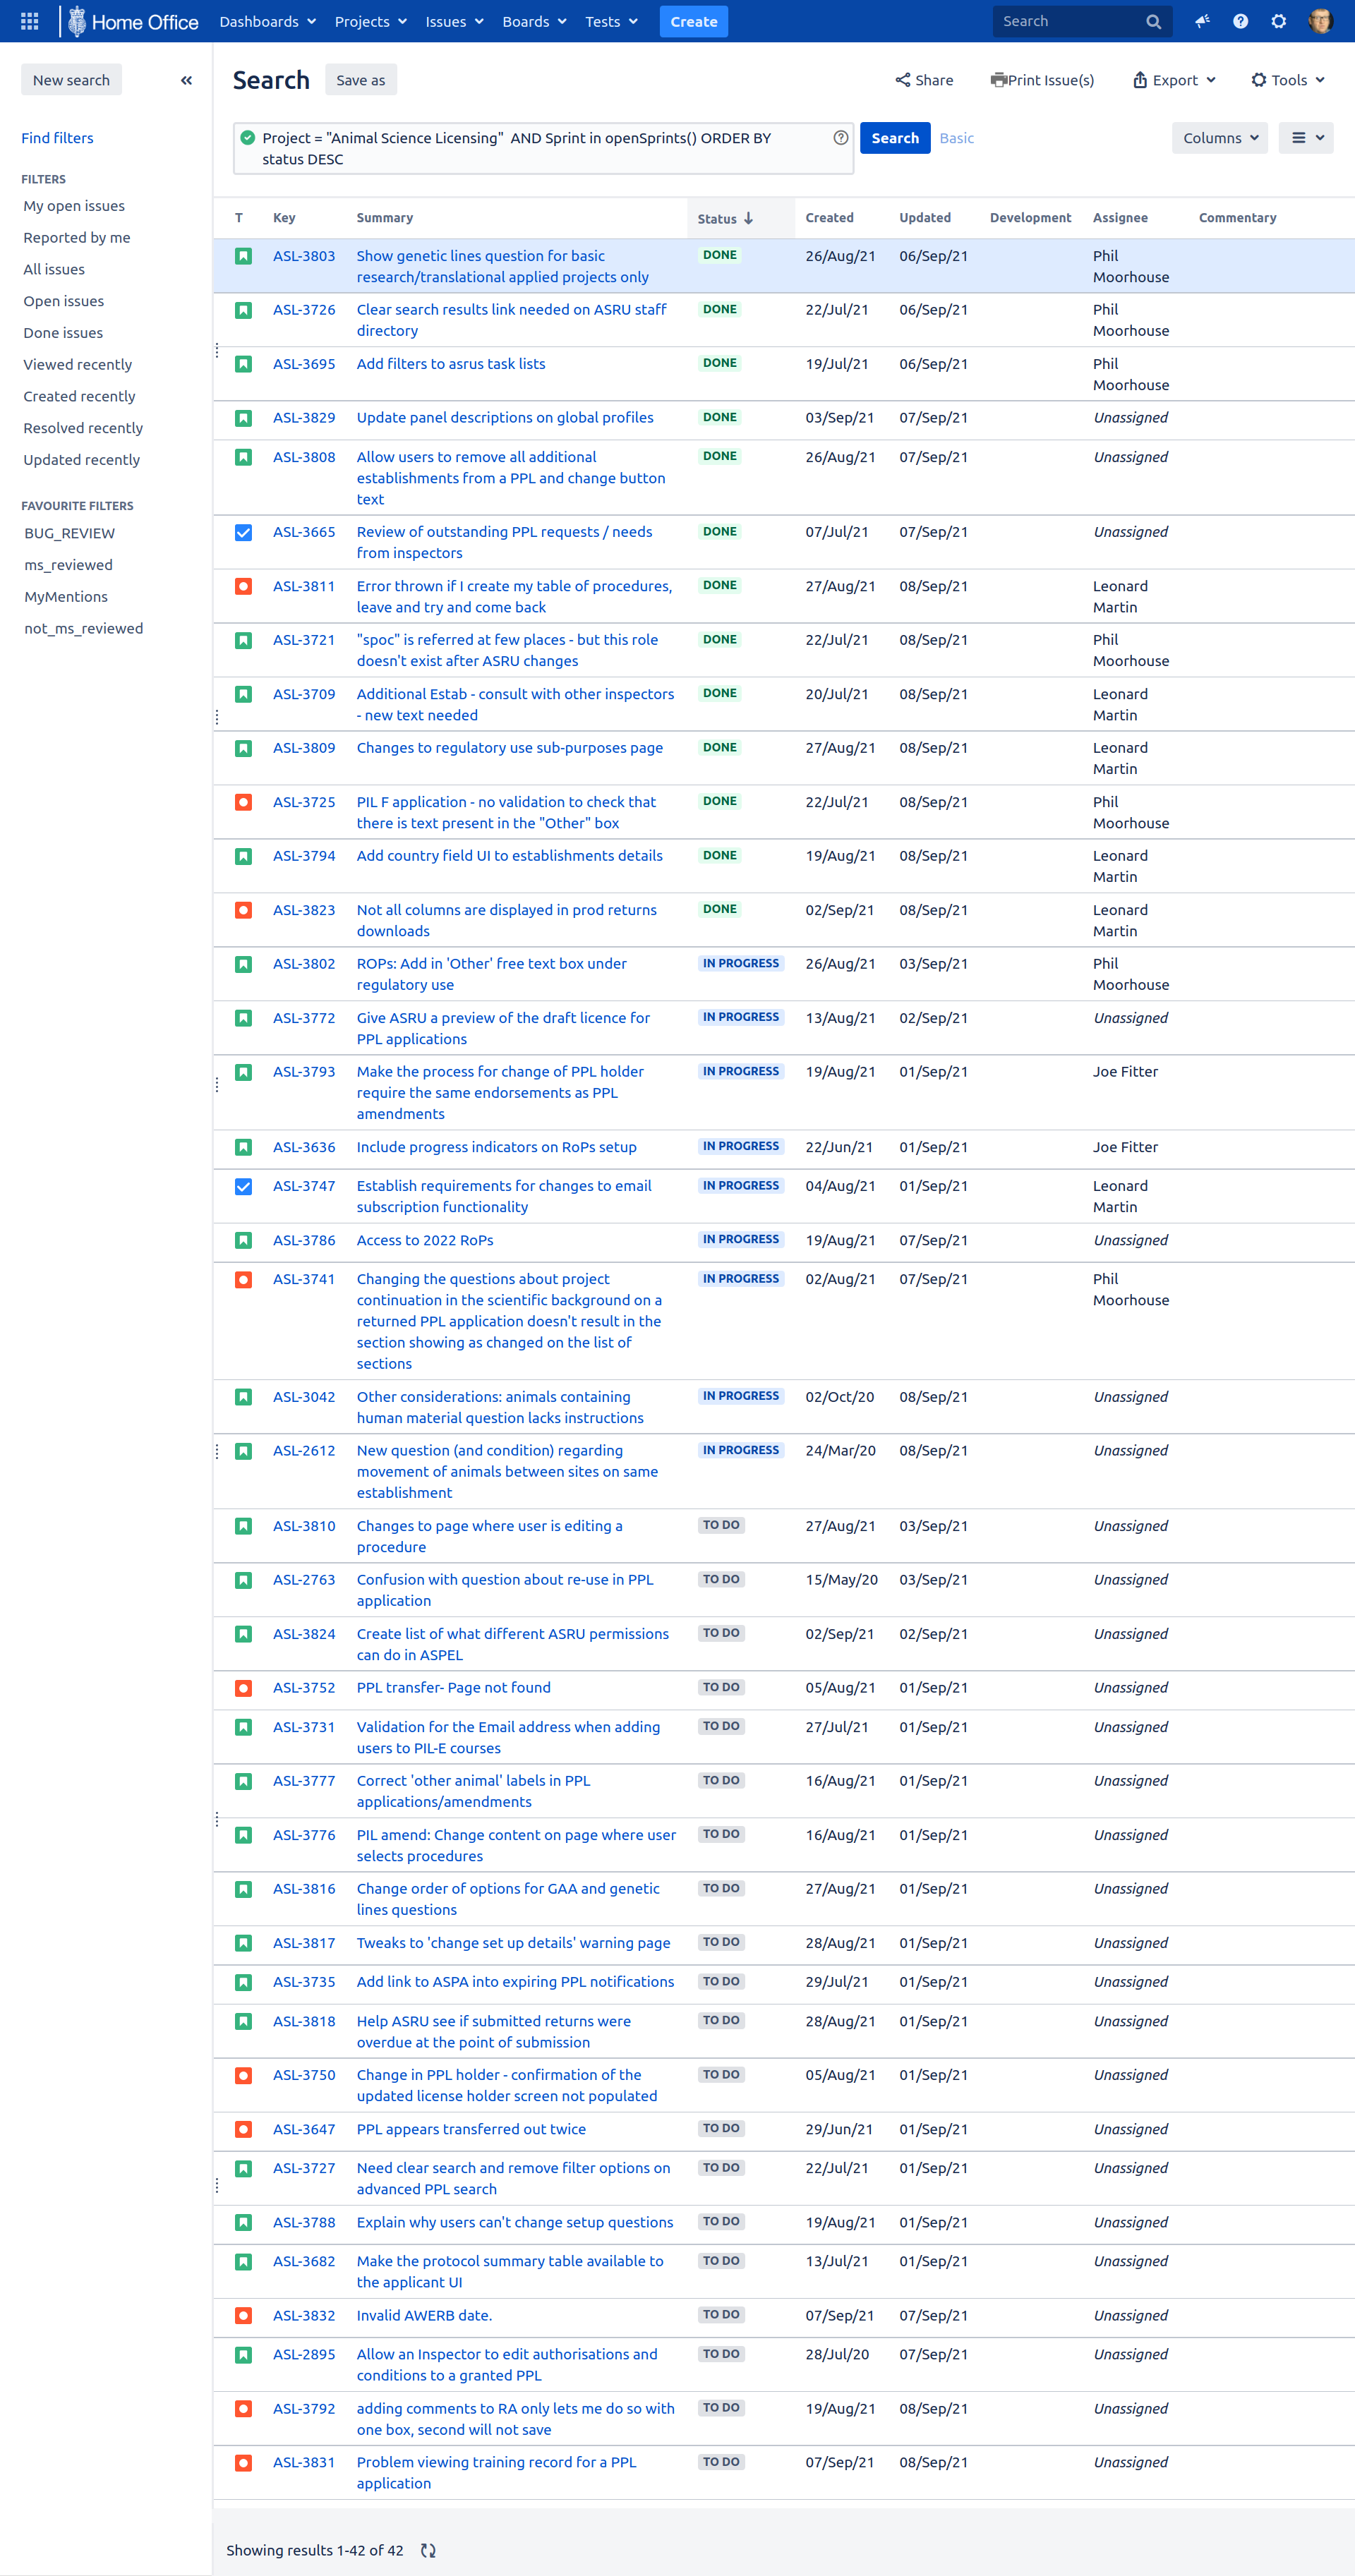 Home Office Dashboards Projects Issues Boards Tests Create Search
New search
Search Save as Share Print Issue(s) Export Tools
Find filters
Project = "Animal Science Licensing" AND Sprint in openSprints() ORDER BY
status DESC
Search Basic Columns
FILTERS
My open issues
Reported by me
All issues
Open issues
Done issues
Viewed recently
Created recently
Resolved recently
Updated recently
FAVOURITE FILTERS
BUG_REVIEW
ms_reviewed
MyMentions
not_ms_reviewed
T Key Summary Status Created Updated Development Assignee Commentary
ASL-3803 Show genetic lines question for basic DONE 26/Aug/21 06/Sep/21 Phil
research/translational applied projects only Moorhouse
ASL-3726 Clear search results link needed on ASRU staff DONE 22/Jul/21 06/Sep/21 Phil
directory Moorhouse
ASL-3695 Add filters to asrus task lists DONE 19/Jul/21 06/Sep/21 Phil
Moorhouse
ASL-3829 Update panel descriptions on global profiles DONE 03/Sep/21 07/Sep/21 Unassigned
ASL-3808 Allow users to remove all additional DONE 26/Aug/21 07/Sep/21 Unassigned
establishments from a PPL and change button
text
ASL-3665 Review of outstanding PPL requests / needs DONE 07/Jul/21 07/Sep/21 Unassigned
from inspectors
ASL-3811 Error thrown if I create my table of procedures, DONE 27/Aug/21 08/Sep/21 Leonard
leave and try and come back Martin
ASL-3721 "spoc" is referred at few places - but this role DONE 22/Jul/21 08/Sep/21 Phil
doesn't exist after ASRU changes Moorhouse
ASL-3709 Additional Estab - consult with other inspectors DONE 20/Jul/21 08/Sep/21 Leonard
- new text needed Martin
ASL-3809 Changes to regulatory use sub-purposes page DONE 27/Aug/21 08/Sep/21 Leonard
Martin
ASL-3725 PIL F application - no validation to check that DONE 22/Jul/21 08/Sep/21 Phil
there is text present in the "Other" box Moorhouse
ASL-3794 Add country field UI to establishments details DONE 19/Aug/21 08/Sep/21 Leonard
Martin
ASL-3823 Not all columns are displayed in prod returns DONE 02/Sep/21 08/Sep/21 Leonard
downloads Martin
ASL-3802 ROPs: Add in 'Other' free text box under IN PROGRESS 26/Aug/21 03/Sep/21 Phil
regulatory use Moorhouse
ASL-3772 Give ASRU a preview of the draft licence for IN PROGRESS 13/Aug/21 02/Sep/21 Unassigned
PPL applications
ASL-3793 Make the process for change of PPL holder IN PROGRESS 19/Aug/21 01/Sep/21 Joe Fitter
require the same endorsements as PPL
amendments
ASL-3636 Include progress indicators on RoPs setup IN PROGRESS 22/Jun/21 01/Sep/21 Joe Fitter
ASL-3747 Establish requirements for changes to email IN PROGRESS 04/Aug/21 01/Sep/21 Leonard
subscription functionality Martin
ASL-3786 Access to 2022 RoPs IN PROGRESS 19/Aug/21 07/Sep/21 Unassigned
ASL-3741 Changing the questions about project IN PROGRESS 02/Aug/21 07/Sep/21 Phil
continuation in the scientific background on a Moorhouse
returned PPL application doesn't result in the
section showing as changed on the list of
sections
ASL-3042 Other considerations: animals containing IN PROGRESS 02/Oct/20 08/Sep/21 Unassigned
human material question lacks instructions
ASL-2612 New question (and condition) regarding IN PROGRESS 24/Mar/20 08/Sep/21 Unassigned
movement of animals between sites on same
establishment
ASL-3810 Changes to page where user is editing a TO DO 27/Aug/21 03/Sep/21 Unassigned
procedure
ASL-2763 Confusion with question about re-use in PPL TO DO 15/May/20 03/Sep/21 Unassigned
application
ASL-3824 Create list of what different ASRU permissions TO DO 02/Sep/21 02/Sep/21 Unassigned
can do in ASPEL
ASL-3752 PPL transfer- Page not found TO DO 05/Aug/21 01/Sep/21 Unassigned
ASL-3731 Validation for the Email address when adding TO DO 27/Jul/21 01/Sep/21 Unassigned
users to PIL-E courses
ASL-3777 Correct 'other animal' labels in PPL TO DO 16/Aug/21 01/Sep/21 Unassigned
applications/amendments
ASL-3776 PIL amend: Change content on page where user TO DO 16/Aug/21 01/Sep/21 Unassigned
selects procedures
ASL-3816 Change order of options for GAA and genetic TO DO 27/Aug/21 01/Sep/21 Unassigned
lines questions
ASL-3817 Tweaks to 'change set up details' warning page TO DO 28/Aug/21 01/Sep/21 Unassigned
ASL-3735 Add link to ASPA into expiring PPL notifications TO DO 29/Jul/21 01/Sep/21 Unassigned
ASL-3818 Help ASRU see if submitted returns were TO DO 28/Aug/21 01/Sep/21 Unassigned
overdue at the point of submission
ASL-3750 Change in PPL holder - confirmation of the TO DO 05/Aug/21 01/Sep/21 Unassigned
updated license holder screen not populated
ASL-3647 PPL appears transferred out twice TO DO 29/Jun/21 01/Sep/21 Unassigned
ASL-3727 Need clear search and remove filter options on TO DO 22/Jul/21 01/Sep/21 Unassigned
advanced PPL search
ASL-3788 Explain why users can't change setup questions TO DO 19/Aug/21 01/Sep/21 Unassigned
ASL-3682 Make the protocol summary table available to TO DO 13/Jul/21 01/Sep/21 Unassigned
the applicant UI
ASL-3832 Invalid AWERB date. TO DO 07/Sep/21 07/Sep/21 Unassigned
ASL-2895 Allow an Inspector to edit authorisations and TO DO 28/Jul/20 07/Sep/21 Unassigned
conditions to a granted PPL
ASL-3792 adding comments to RA only lets me do so with TO DO 19/Aug/21 08/Sep/21 Unassigned
one box, second will not save
ASL-3831 Problem viewing training record for a PPL TO DO 07/Sep/21 08/Sep/21 Unassigned
application
Showing results 1-42 of 42